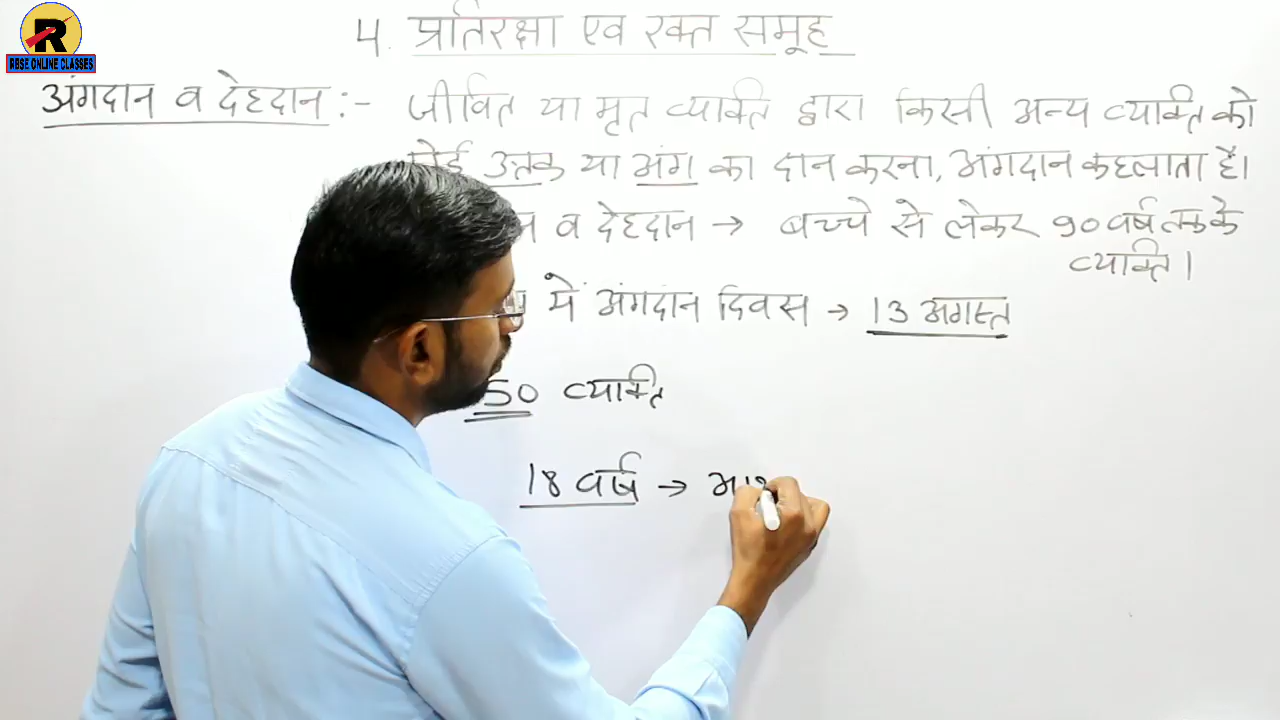 R
RBSE ONLINE CLASSES
4. प्रतिरक्षा एव रक्त समूह
अंगदान व देहदान :- जीवित या मृत व्यक्ति द्वारा किसी अन्य व्यक्ति को
उत्तक या अंग का दान करना, अंगदान कहलाता है।
व देहदान → बच्चे से लेकर 90 वर्ष तक के
व्यक्ति।
में अंगदान दिवस → 13 अगस्त
50 व्यक्ति
18 वर्ष →